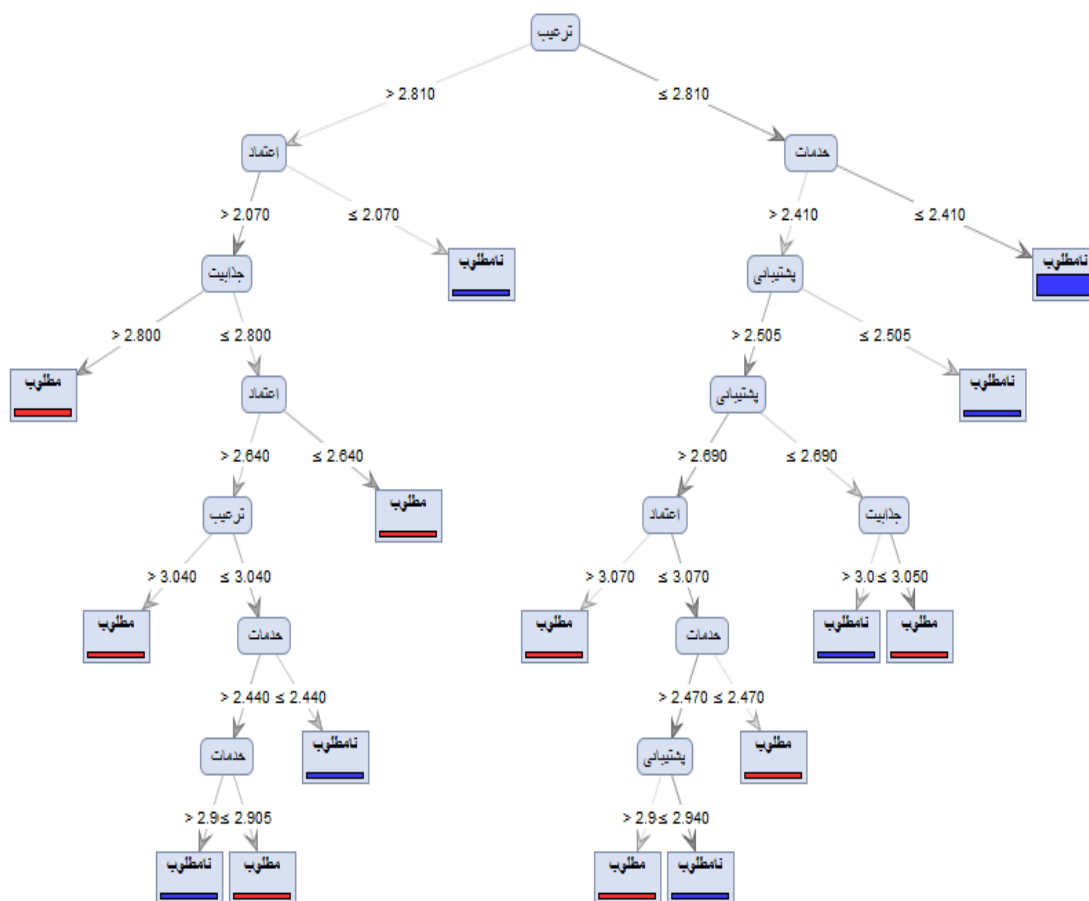 ترغیب
> 2.810
≤ 2.810
اعتماد
خدمات
> 2.070
≤ 2.070
> 2.410
≤ 2.410
جذابیت
نامطلوب
پشتیبانی
نامطلوب
> 2.800
≤ 2.800
> 2.505
≤ 2.505
مطلوب
اعتماد
پشتیبانی
نامطلوب
> 2.640
≤ 2.640
> 2.690
≤ 2.690
ترغیب
مطلوب
اعتماد
جذابیت
> 3.040
≤ 3.040
> 3.070
≤ 3.070
> 3.0
≤ 3.050
مطلوب
خدمات
مطلوب
خدمات
نامطلوب
مطلوب
> 2.440
≤ 2.440
> 2.470
≤ 2.470
خدمات
نامطلوب
پشتیبانی
مطلوب
> 2.9
≤ 2.905
> 2.9
≤ 2.940
نامطلوب
مطلوب
مطلوب
نامطلوب